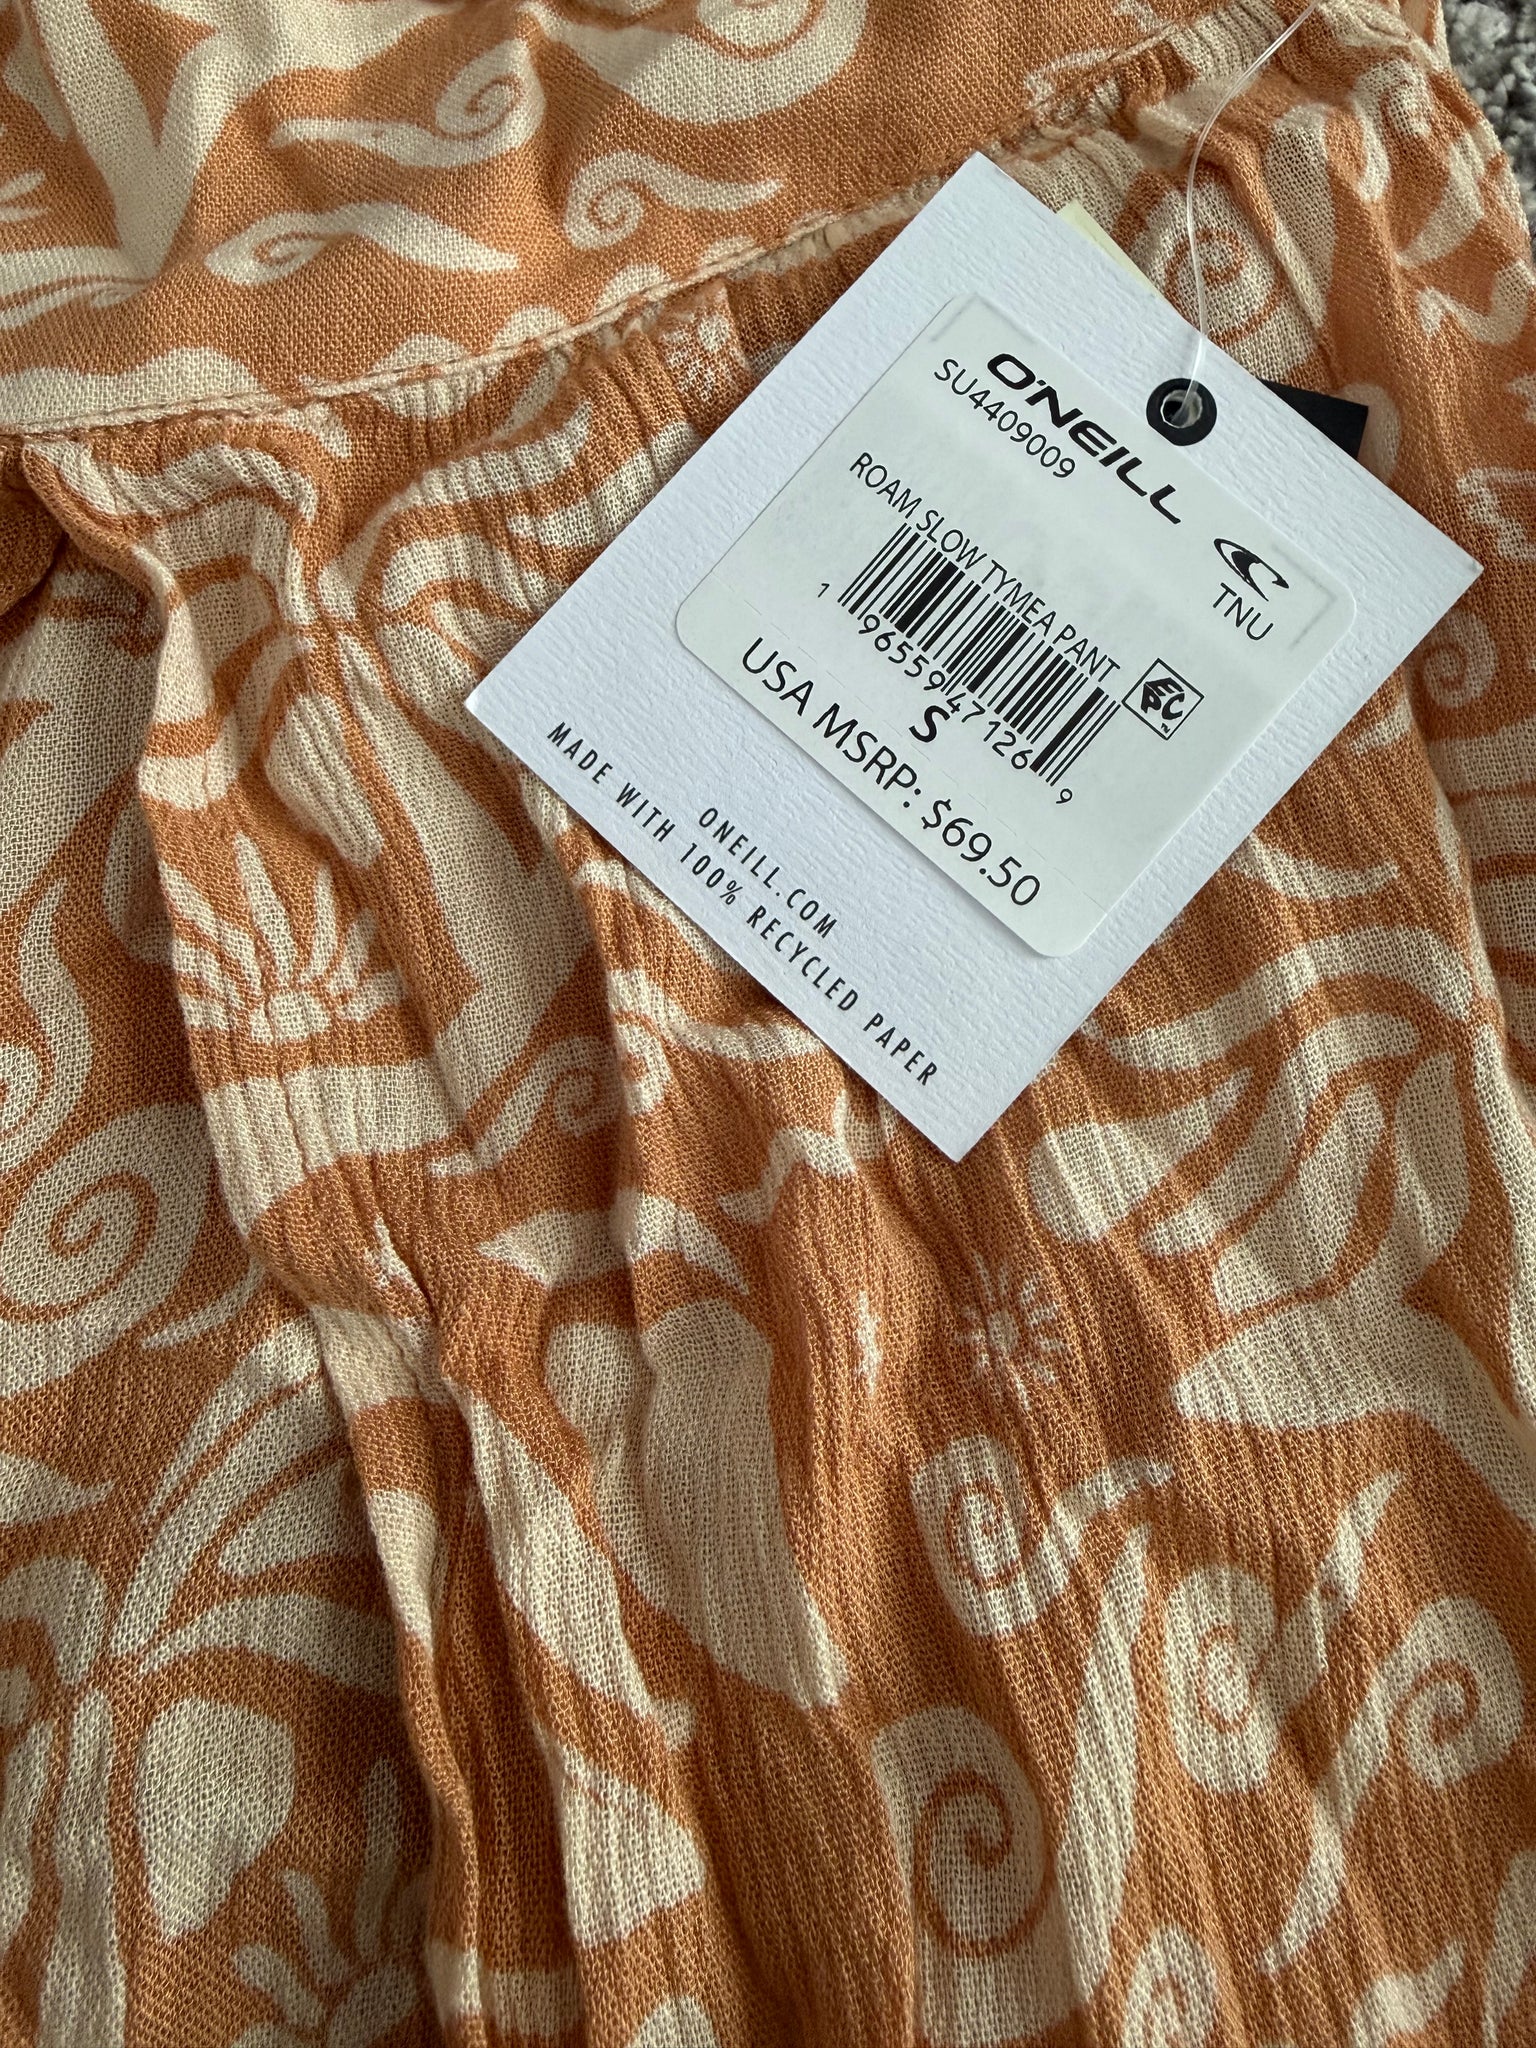 O'NEILL
SU4409009
TNU
ROAM SLOW TYMEA PANT
1 96559 47126 9
EPC
S
USA MSRP: $69.50
ONEILL.COM
MADE WITH 100% RECYCLED PAPER